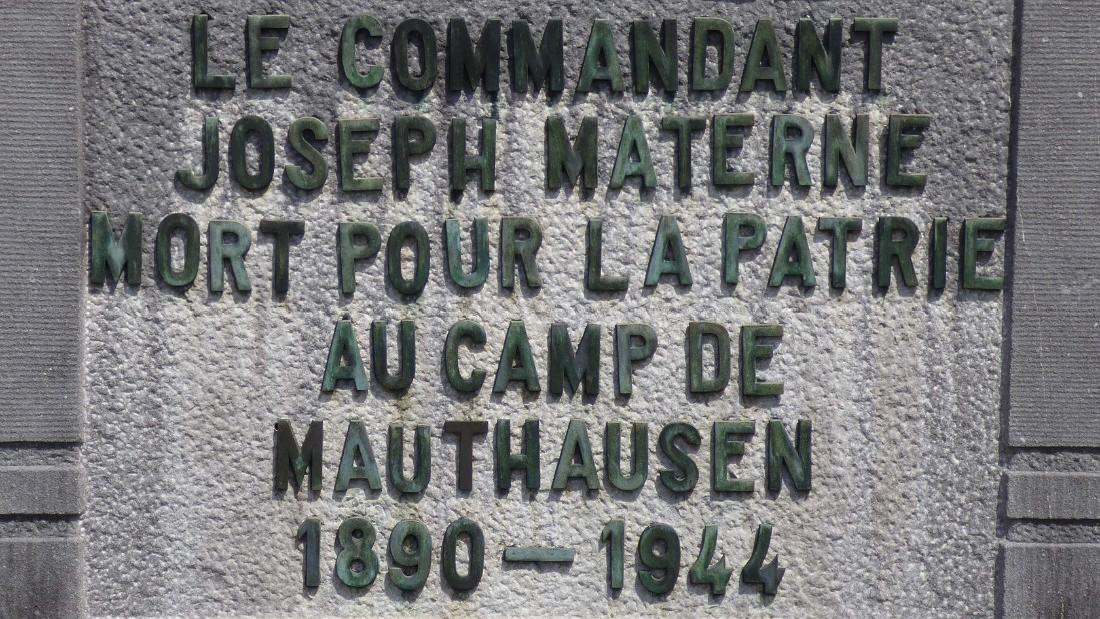 LE COMMANDANT
JOSEPH MATERNE
MORT POUR LA PATRIE
AU CAMP DE
MAUTHAUSEN
1890 — 1944